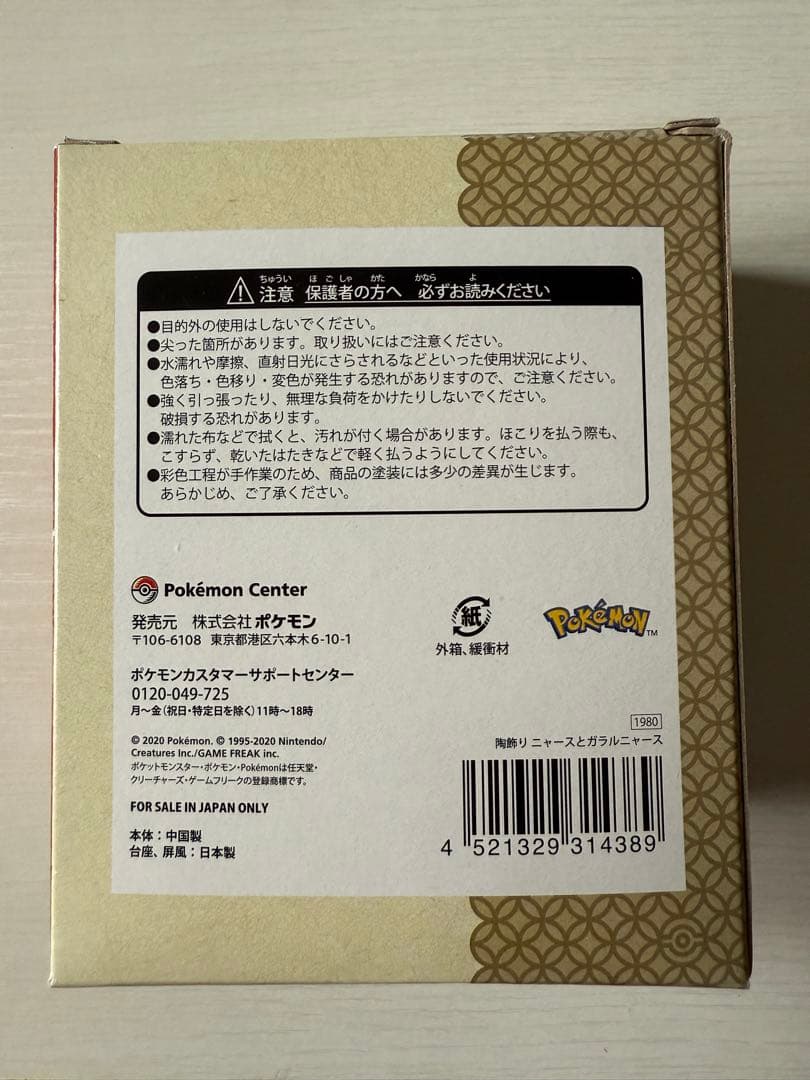 注意 保護者の方へ 必ずお読みください
ちゅうい ほごしゃ かた かなら よ
●目的外の使用はしないでください。
●尖った箇所があります。取り扱いにはご注意ください。
●水濡れや摩擦、直射日光にさらされるなどといった使用状況により、
色落ち・色移り・変色が発生する恐れがありますので、ご注意ください。
●強く引っ張ったり、無理な負荷をかけたりしないでください。
破損する恐れがあります。
●濡れた布などで拭くと、汚れが付く場合があります。ほこりを払う際も、
こすらず、乾いたはたきなどで軽く払うようにしてください。
●彩色工程が手作業のため、商品の塗装には多少の差異が生じます。
あらかじめ、ご了承ください。
Pokémon Center
発売元 株式会社 ポケモン
〒106-6108 東京都港区六本木6-10-1
ポケモンカスタマーサポートセンター
0120-049-725
月〜金(祝日・特定日を除く)11時〜18時
紙
外箱、緩衝材
POKéMON TM
© 2020 Pokémon. © 1995-2020 Nintendo/
Creatures Inc./GAME FREAK inc.
ポケットモンスター・ポケモン・Pokémonは任天堂・
クリーチャーズ・ゲームフリークの登録商標です。
FOR SALE IN JAPAN ONLY
本体:中国製
台座、屏風:日本製
1980
陶飾り ニャースとガラルニャース
4 521329 314389